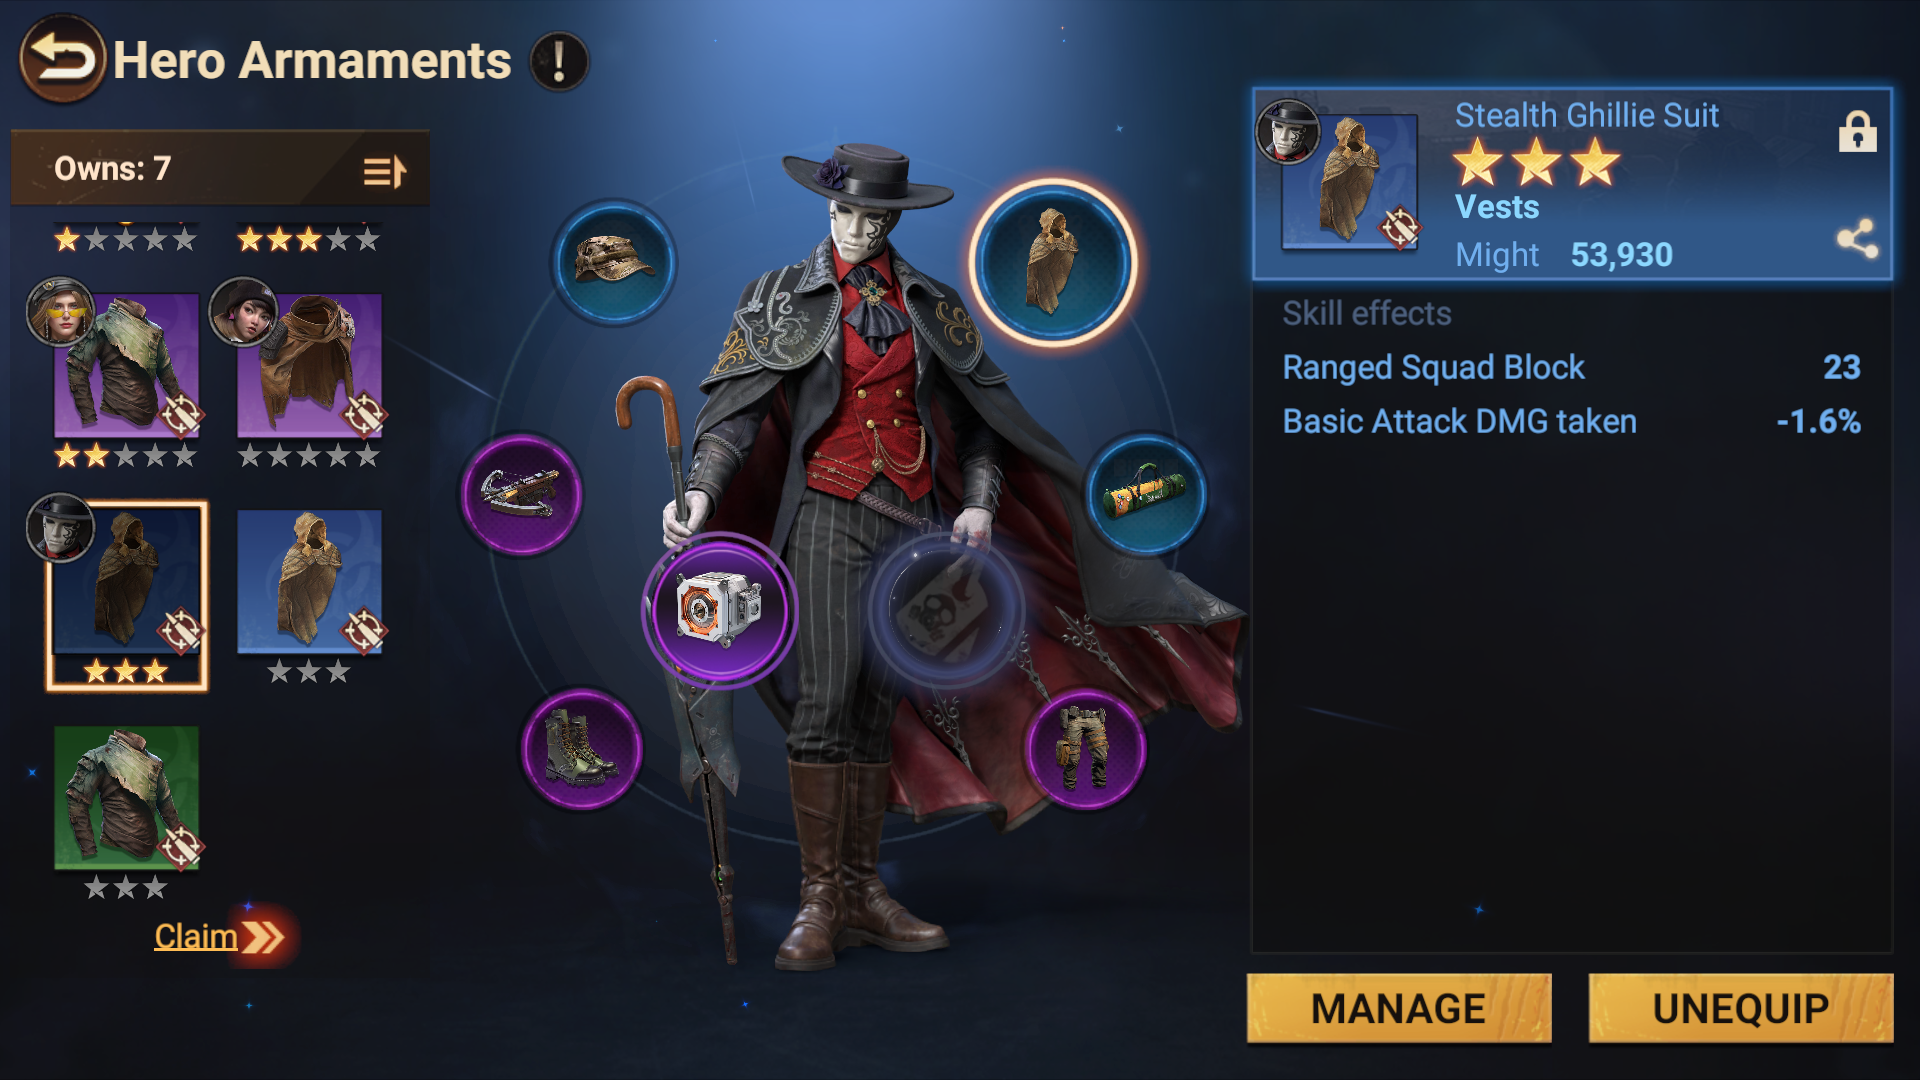 Hero Armaments
Owns: 7
Claim
Stealth Ghillie Suit
Vests
Might 53,930
Skill effects
Ranged Squad Block 23
Basic Attack DMG taken -1.6%
MANAGE
UNEQUIP